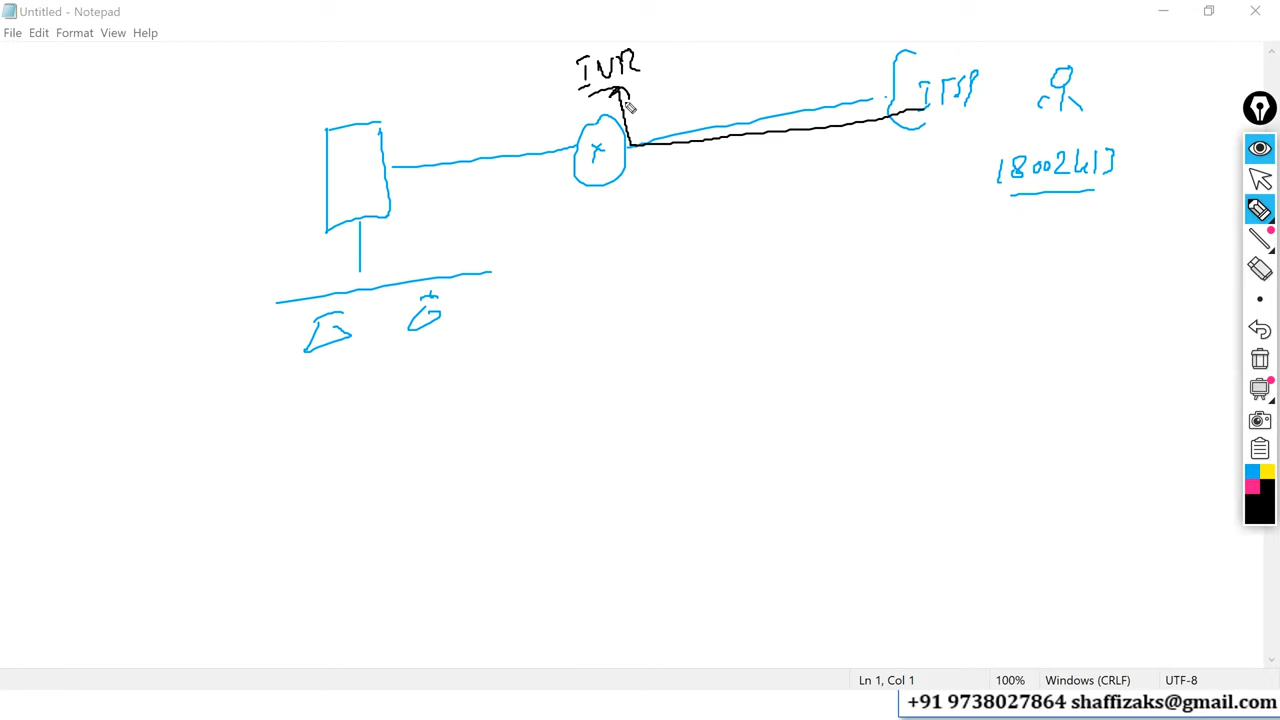 Untitled - Notepad
File Edit Format View Help
IVR
ITSP
18002413
X
Ln 1, Col 1 100% Windows (CRLF) UTF-8
+91 9738027864 shaffizaks@gmail.com